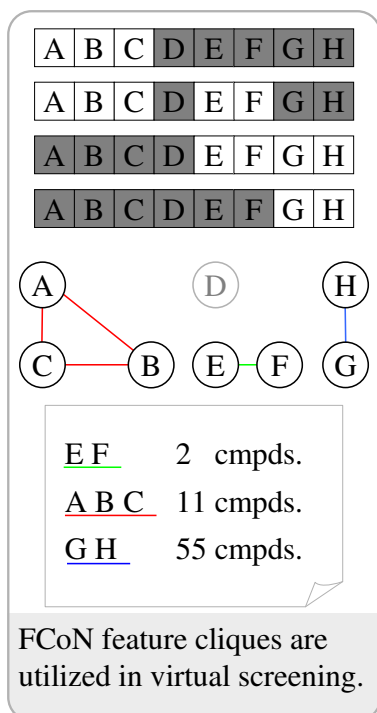 A B C D E F G H
A B C D E F G H
A B C D E F G H
A B C D E F G H
A D H
C B E F G
E F 2 cmpds.
A B C 11 cmpds.
G H 55 cmpds.
FCoN feature cliques are
utilized in virtual screening.